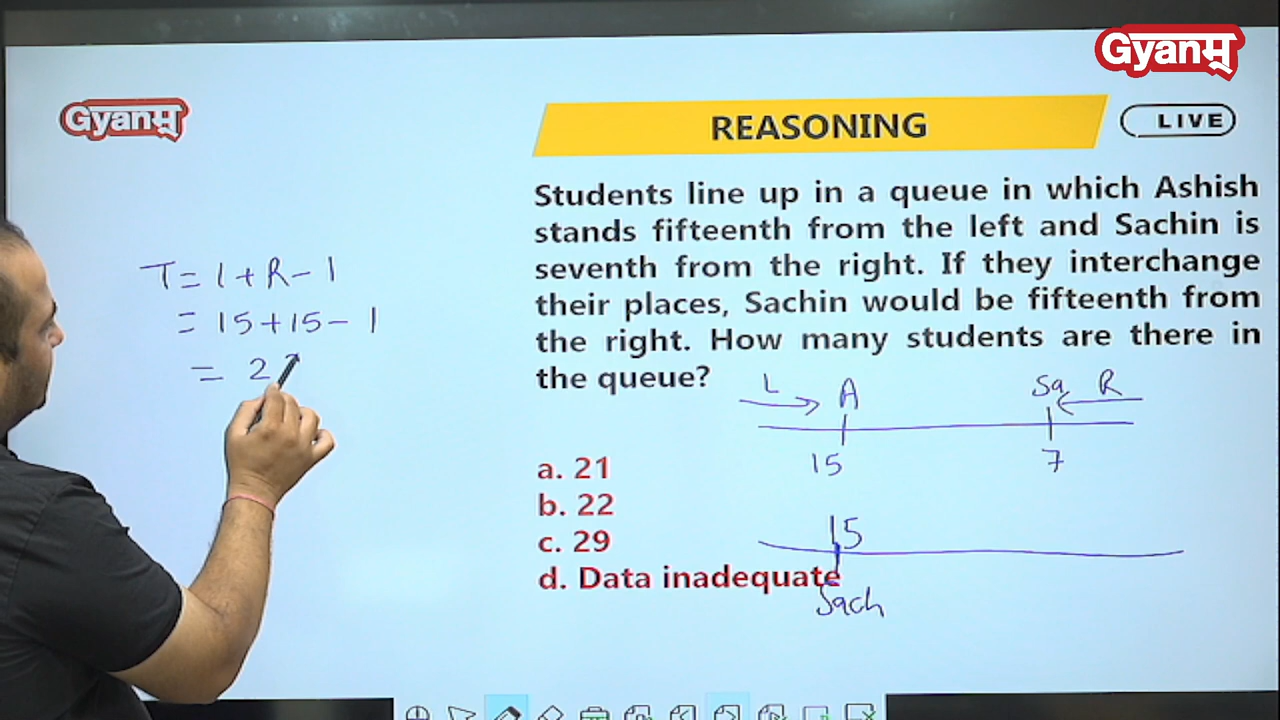 Gyanम्
Gyanम्
REASONING
LIVE
Students line up in a queue in which Ashish
stands fifteenth from the left and Sachin is
seventh from the right. If they interchange
their places, Sachin would be fifteenth from
the right. How many students are there in
the queue?
T = l + R - 1
= 15 + 15 - 1
= 2
L A Sa R
15 7
a. 21
b. 22
c. 29
d. Data inadequate
15
Sach